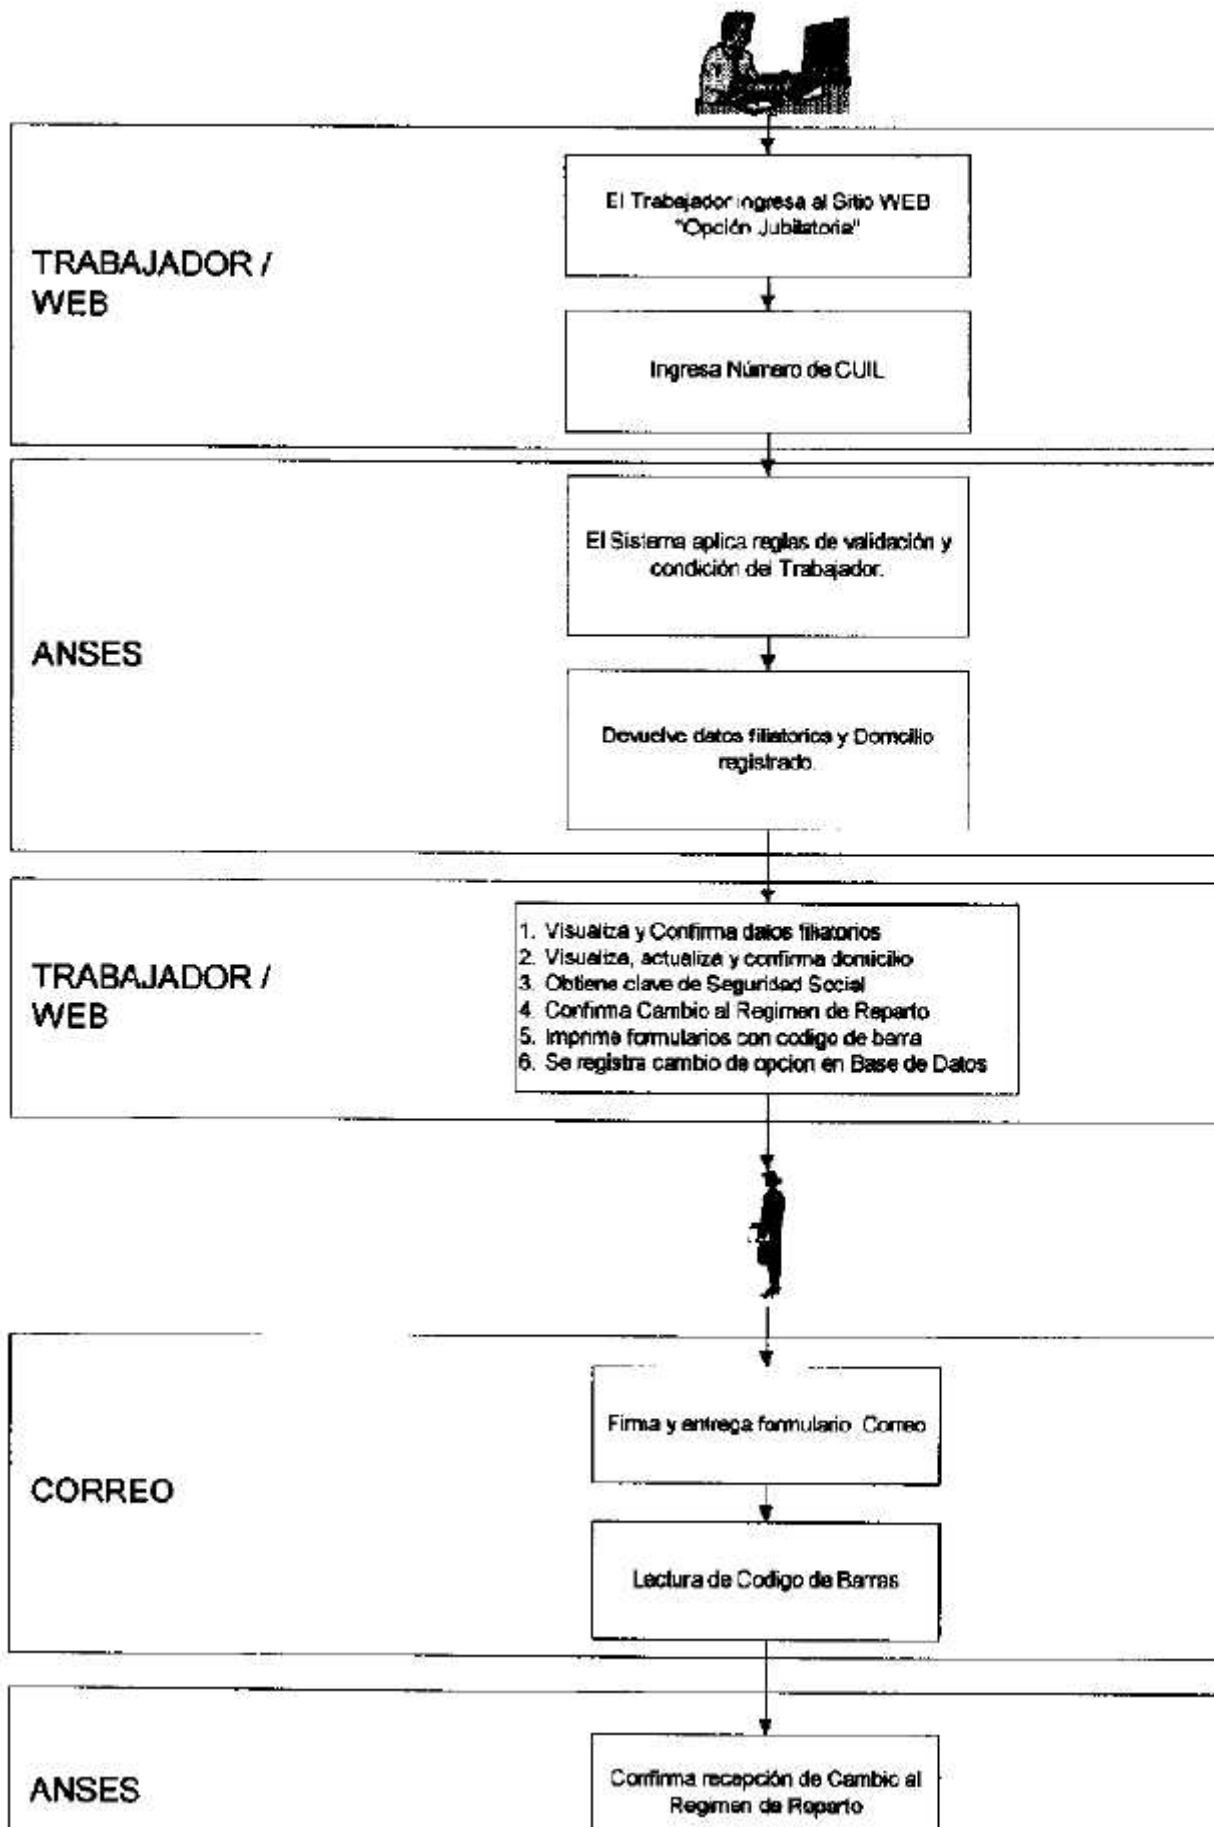 El Trabajador ingresa al Sitio WEB
"Opción Jubilatoria"
TRABAJADOR /
WEB
Ingresa Número de CUIL
El Sistema aplica reglas de validación y
condición del Trabajador.
ANSES
Devuelve datos filiatorios y Domicilio
registrado.
1. Visualiza y Confirma datos filiatorios
2. Visualiza, actualiza y confirma domicilio
3. Obtiene clave de Seguridad Social
4. Confirma Cambio al Regimen de Reparto
5. Imprime formularios con codigo de barra
6. Se registra cambio de opcion en Base de Datos
TRABAJADOR /
WEB
Firma y entrega formulario Correo
CORREO
Lectura de Codigo de Barras
ANSES
Confirma recepción de Cambio al
Regimen de Reparto